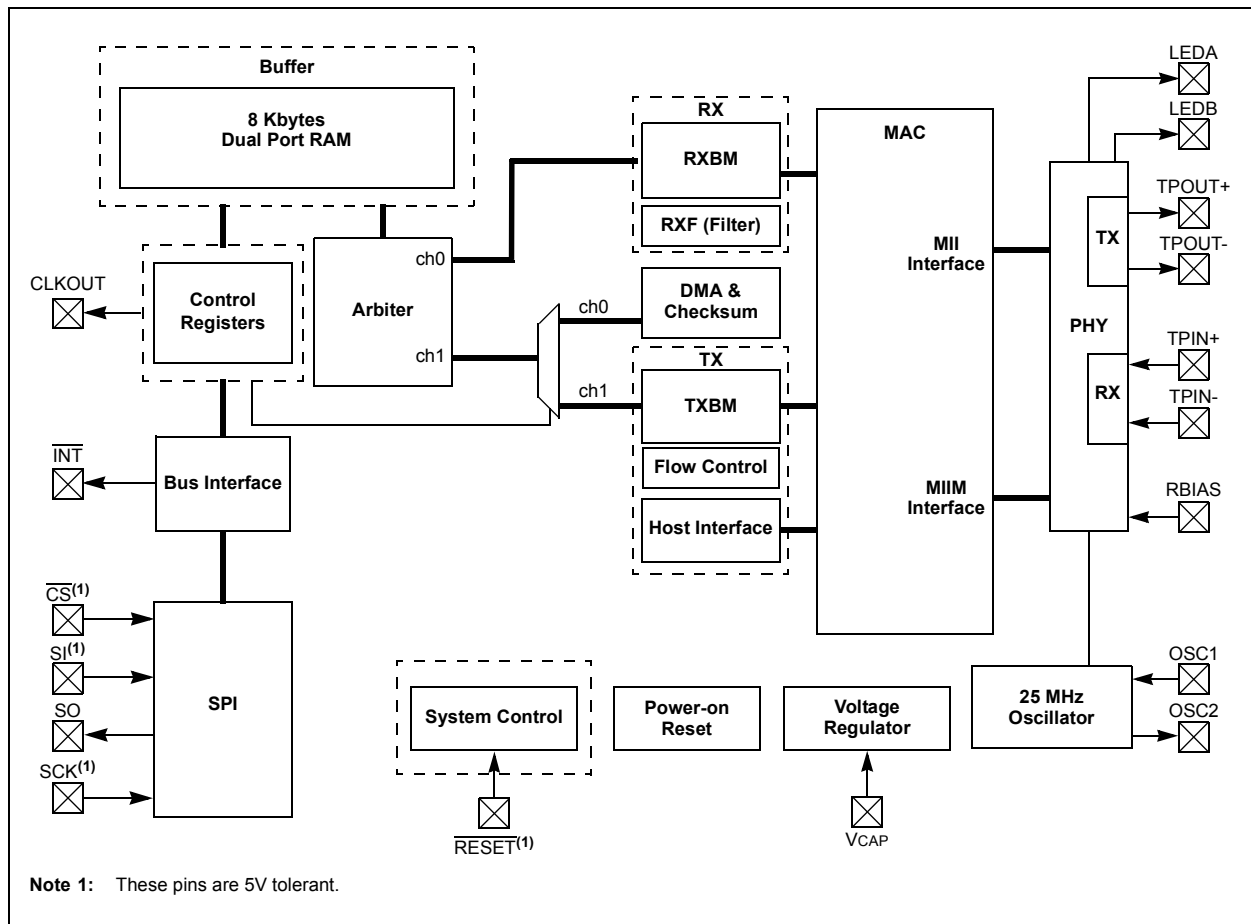 Buffer
8 Kbytes
Dual Port RAM
CLKOUT
Control
Registers
ch0
Arbiter
ch1
INT
Bus Interface
CS(1)
SI(1)
SO
SCK(1)
SPI
RX
RXBM
RXF (Filter)
ch0
DMA &
Checksum
ch1
TX
TXBM
Flow Control
Host Interface
MAC
MII
Interface
MIIM
Interface
PHY
TX
RX
LEDA
LEDB
TPOUT+
TPOUT-
TPIN+
TPIN-
RBIAS
System Control
RESET(1)
Power-on
Reset
Voltage
Regulator
VCAP
25 MHz
Oscillator
OSC1
OSC2
Note 1: These pins are 5V tolerant.